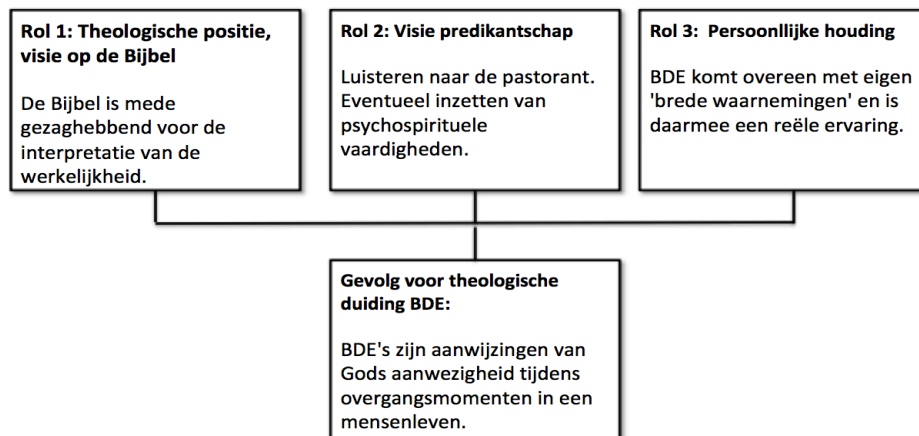 Rol 1: Theologische positie,
visie op de Bijbel
De Bijbel is mede
gezaghebbend voor de
interpretatie van de
werkelijkheid.
Rol 2: Visie predikantschap
Luisteren naar de pastorant.
Eventueel inzetten van
psychospirituele
vaardigheden.
Rol 3: Persoonllijke houding
BDE komt overeen met eigen
'brede waarnemingen' en is
daarmee een reële ervaring.
Gevolg voor theologische
duiding BDE:
BDE's zijn aanwijzingen van
Gods aanwezigheid tijdens
overgangsmomenten in een
mensenleven.